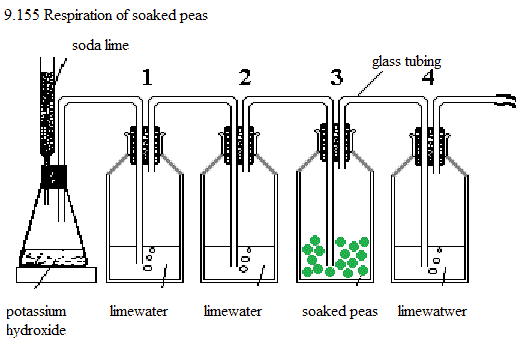 9.155 Respiration of soaked peas
soda lime
glass tubing
1 2 3 4
potassium hydroxide
limewater
limewater
soaked peas
limewatwer